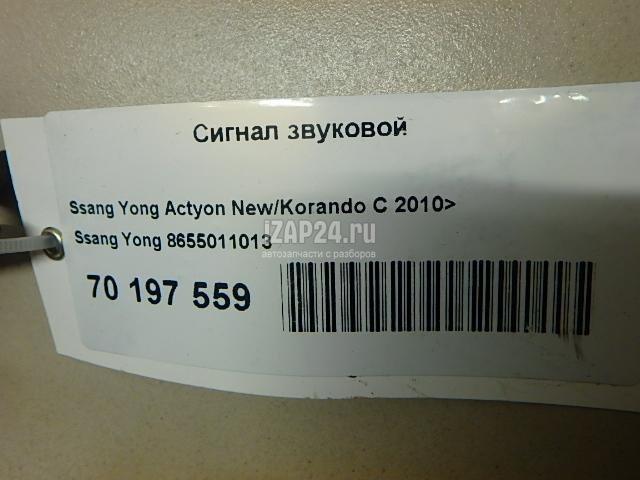 Сигнал звуковой
Ssang Yong Actyon New/Korando C 2010>
iZAP24.ru
Ssang Yong 8655011013
автозапчасти с разборов
70 197 559